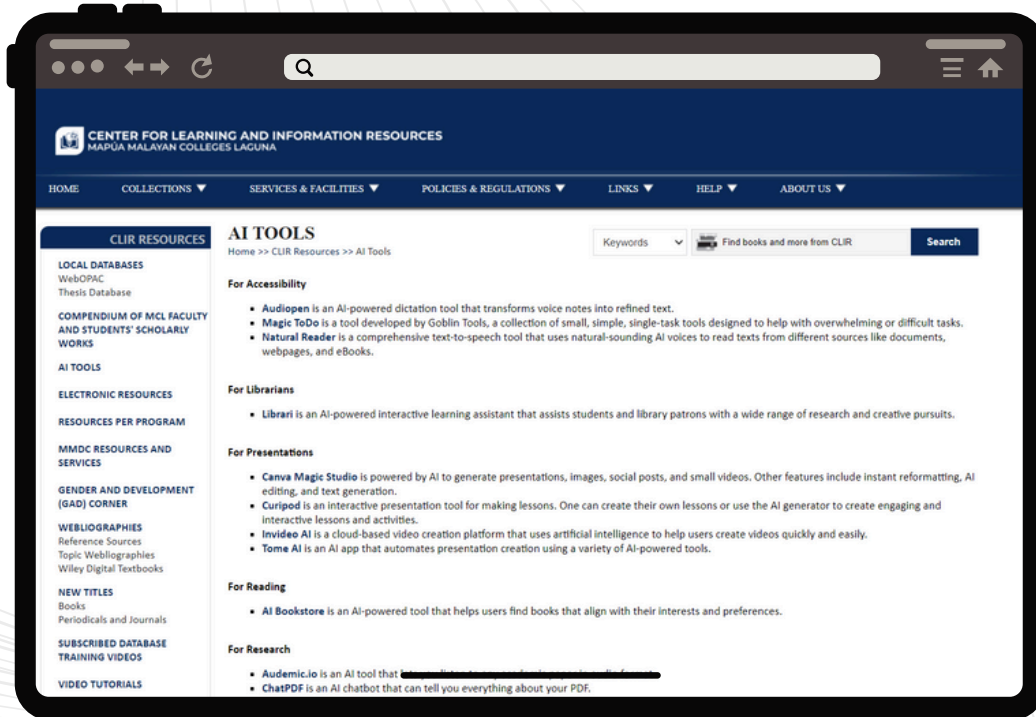 CENTER FOR LEARNING AND INFORMATION RESOURCES
MAPÚA MALAYAN COLLEGES LAGUNA
HOME COLLECTIONS ▼ SERVICES & FACILITIES ▼ POLICIES & REGULATIONS ▼ LINKS ▼ HELP ▼ ABOUT US ▼
CLIR RESOURCES
LOCAL DATABASES
WebOPAC
Thesis Database
COMPENDIUM OF MCL FACULTY
AND STUDENTS' SCHOLARLY
WORKS
AI TOOLS
ELECTRONIC RESOURCES
RESOURCES PER PROGRAM
MMDC RESOURCES AND
SERVICES
GENDER AND DEVELOPMENT
(GAD) CORNER
WEBLIOGRAPHIES
Reference Sources
Topic Webliographies
Wiley Digital Textbooks
NEW TITLES
Books
Periodicals and Journals
SUBSCRIBED DATABASE
TRAINING VIDEOS
VIDEO TUTORIALS
AI TOOLS
Home >> CLIR Resources >> AI Tools
Keywords Find books and more from CLIR Search
For Accessibility
▪ Audiopen is an AI-powered dictation tool that transforms voice notes into refined text.
▪ Magic ToDo is a tool developed by Goblin Tools, a collection of small, simple, single-task tools designed to help with overwhelming or difficult tasks.
▪ Natural Reader is a comprehensive text-to-speech tool that uses natural-sounding AI voices to read texts from different sources like documents,
webpages, and eBooks.
For Librarians
▪ Librari is an AI-powered interactive learning assistant that assists students and library patrons with a wide range of research and creative pursuits.
For Presentations
▪ Canva Magic Studio is powered by AI to generate presentations, images, social posts, and small videos. Other features include instant reformatting, AI
editing, and text generation.
▪ Curipod is an interactive presentation tool for making lessons. One can create their own lessons or use the AI generator to create engaging and
interactive lessons and activities.
▪ Invideo AI is a cloud-based video creation platform that uses artificial intelligence to help users create videos quickly and easily.
▪ Tome AI is an AI app that automates presentation creation using a variety of AI-powered tools.
For Reading
▪ AI Bookstore is an AI-powered tool that helps users find books that align with their interests and preferences.
For Research
▪ Audemic.io is an AI tool that
▪ ChatPDF is an AI chatbot that can tell you everything about your PDF.